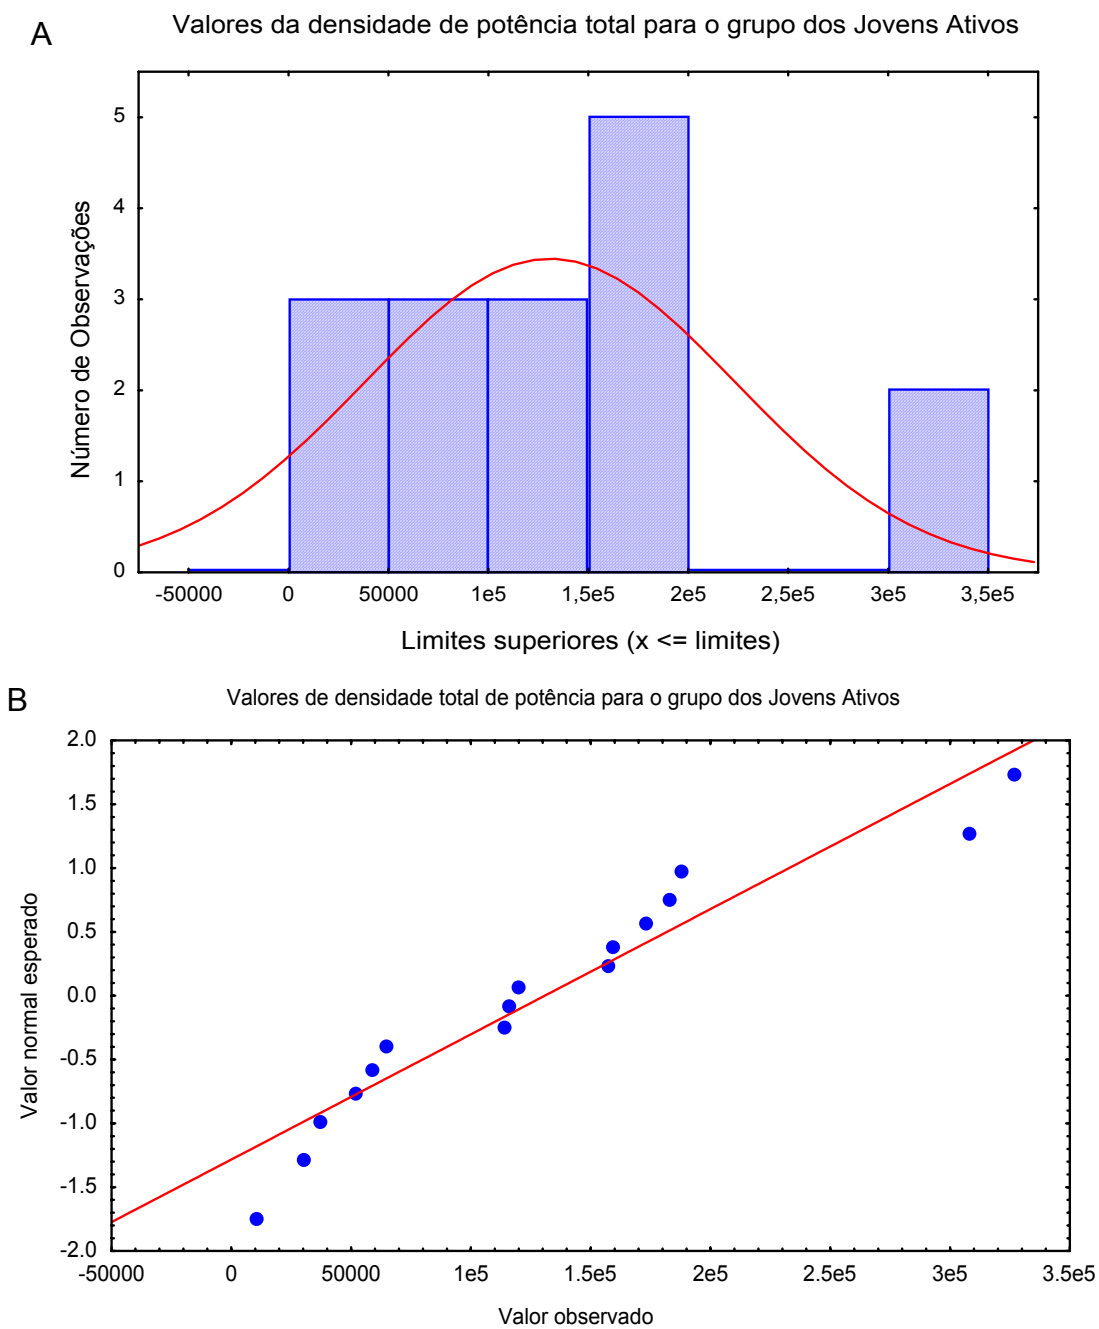 A
Valores da densidade de potência total para o grupo dos Jovens Ativos
Número de Observações
5
4
3
2
1
0
-50000 0 50000 1e5 1,5e5 2e5 2,5e5 3e5 3,5e5
Limites superiores (x <= limites)
B
Valores de densidade total de potência para o grupo dos Jovens Ativos
Valor normal esperado
2.0
1.5
1.0
0.5
0.0
-0.5
-1.0
-1.5
-2.0
-50000 0 50000 1e5 1.5e5 2e5 2.5e5 3e5 3.5e5
Valor observado